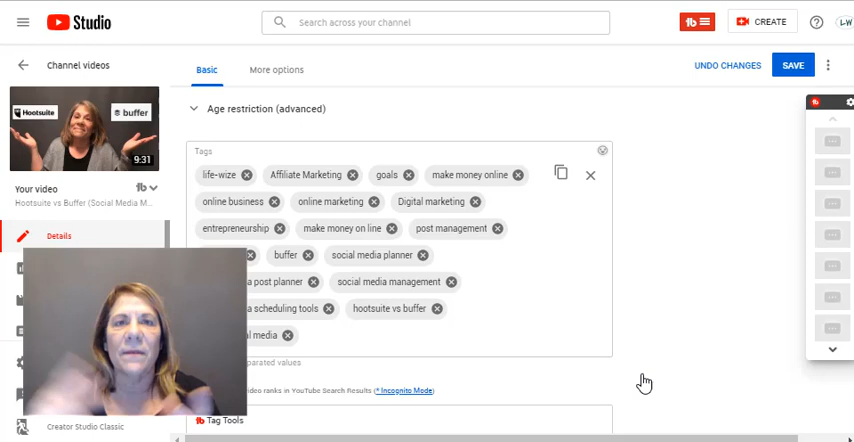 Studio
Search across your channel
tb
CREATE
?
L-W
Channel videos
Basic
More options
UNDO CHANGES
SAVE
Age restriction (advanced)
Hootsuite
buffer
9:31
Tags
life-wize
Affiliate Marketing
goals
make money online
online business
online marketing
Digital marketing
entrepreneurship
make money on line
post management
buffer
social media planner
a post planner
social media management
a scheduling tools
hootsuite vs buffer
al media
Your video
tb
Hootsuite vs Buffer (Social Media M...
Details
parated values
ideo ranks in YouTube Search Results (* Incognito Mode)
tb Tag Tools
Creator Studio Classic
tb